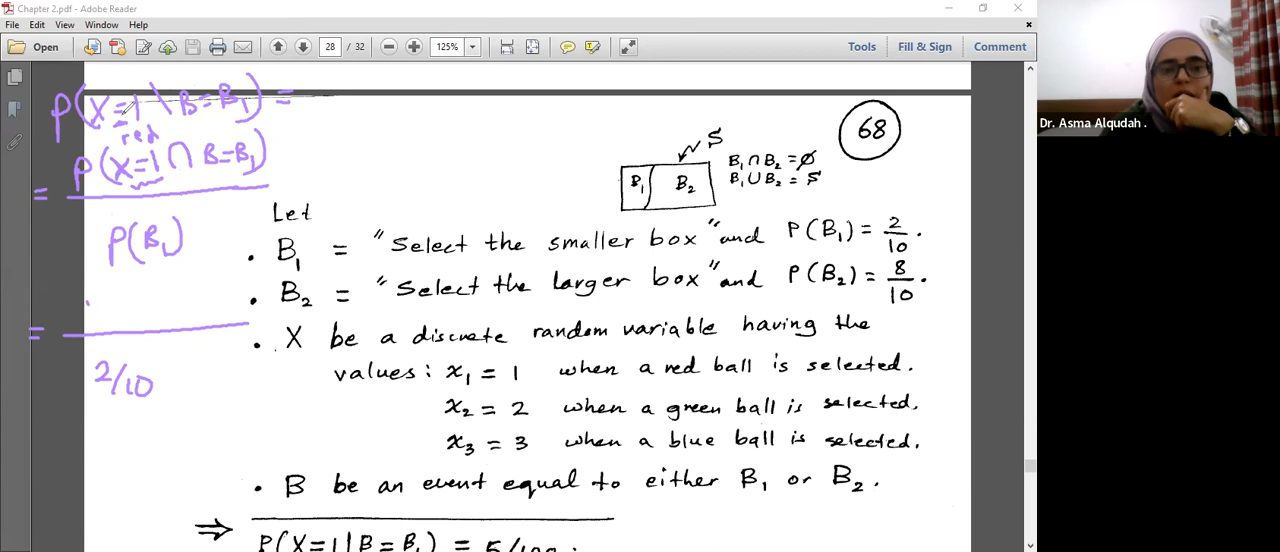 Chapter 2.pdf - Adobe Reader
File Edit View Window Help
Open 28 / 32 125% Tools Fill & Sign Comment
P(X=1 \ B=B₁) =
red
= P(X=1 ∩ B=B₁)
P(B₁)
=
2/10
68
S
B₁ B₂
B₁ ∩ B₂ = ∅
B₁ ∪ B₂ = S
Let
. B₁ = "Select the smaller box" and P(B₁) = 2/10.
. B₂ = "Select the larger box" and P(B₂) = 8/10.
. X be a discrete random variable having the
values: x₁ = 1 when a red ball is selected.
x₂ = 2 when a green ball is selected.
x₃ = 3 when a blue ball is selected.
. B be an event equal to either B₁ or B₂.
⇒ P(X=1 | B=B₁) = 5/100
Dr. Asma Alqudah .